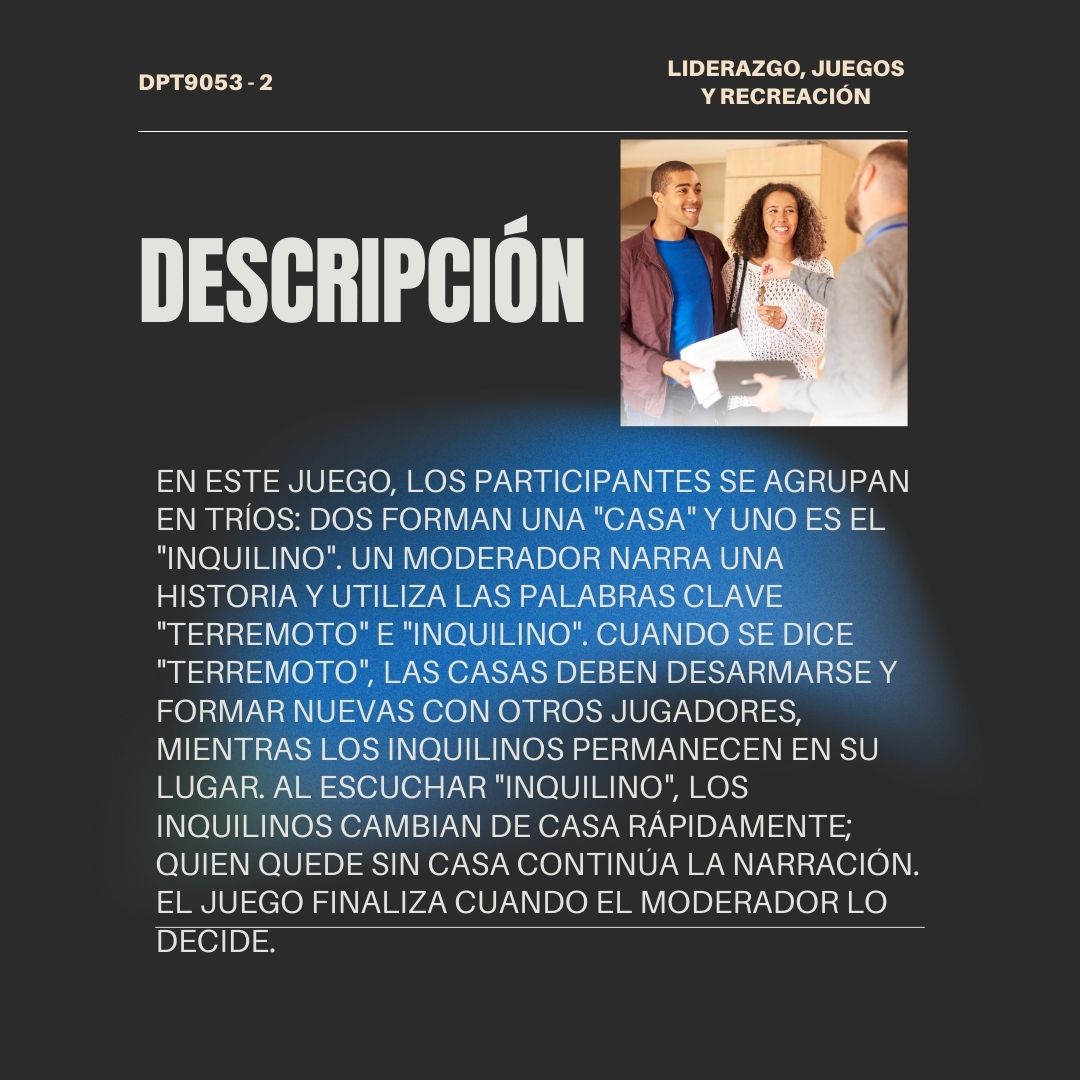 DPT9053 - 2
LIDERAZGO, JUEGOS
Y RECREACIÓN
DESCRIPCIÓN
EN ESTE JUEGO, LOS PARTICIPANTES SE AGRUPAN
EN TRÍOS: DOS FORMAN UNA "CASA" Y UNO ES EL
"INQUILINO". UN MODERADOR NARRA UNA
HISTORIA Y UTILIZA LAS PALABRAS CLAVE
"TERREMOTO" E "INQUILINO". CUANDO SE DICE
"TERREMOTO", LAS CASAS DEBEN DESARMARSE Y
FORMAR NUEVAS CON OTROS JUGADORES,
MIENTRAS LOS INQUILINOS PERMANECEN EN SU
LUGAR. AL ESCUCHAR "INQUILINO", LOS
INQUILINOS CAMBIAN DE CASA RÁPIDAMENTE;
QUIEN QUEDE SIN CASA CONTINÚA LA NARRACIÓN.
EL JUEGO FINALIZA CUANDO EL MODERADOR LO
DECIDE.